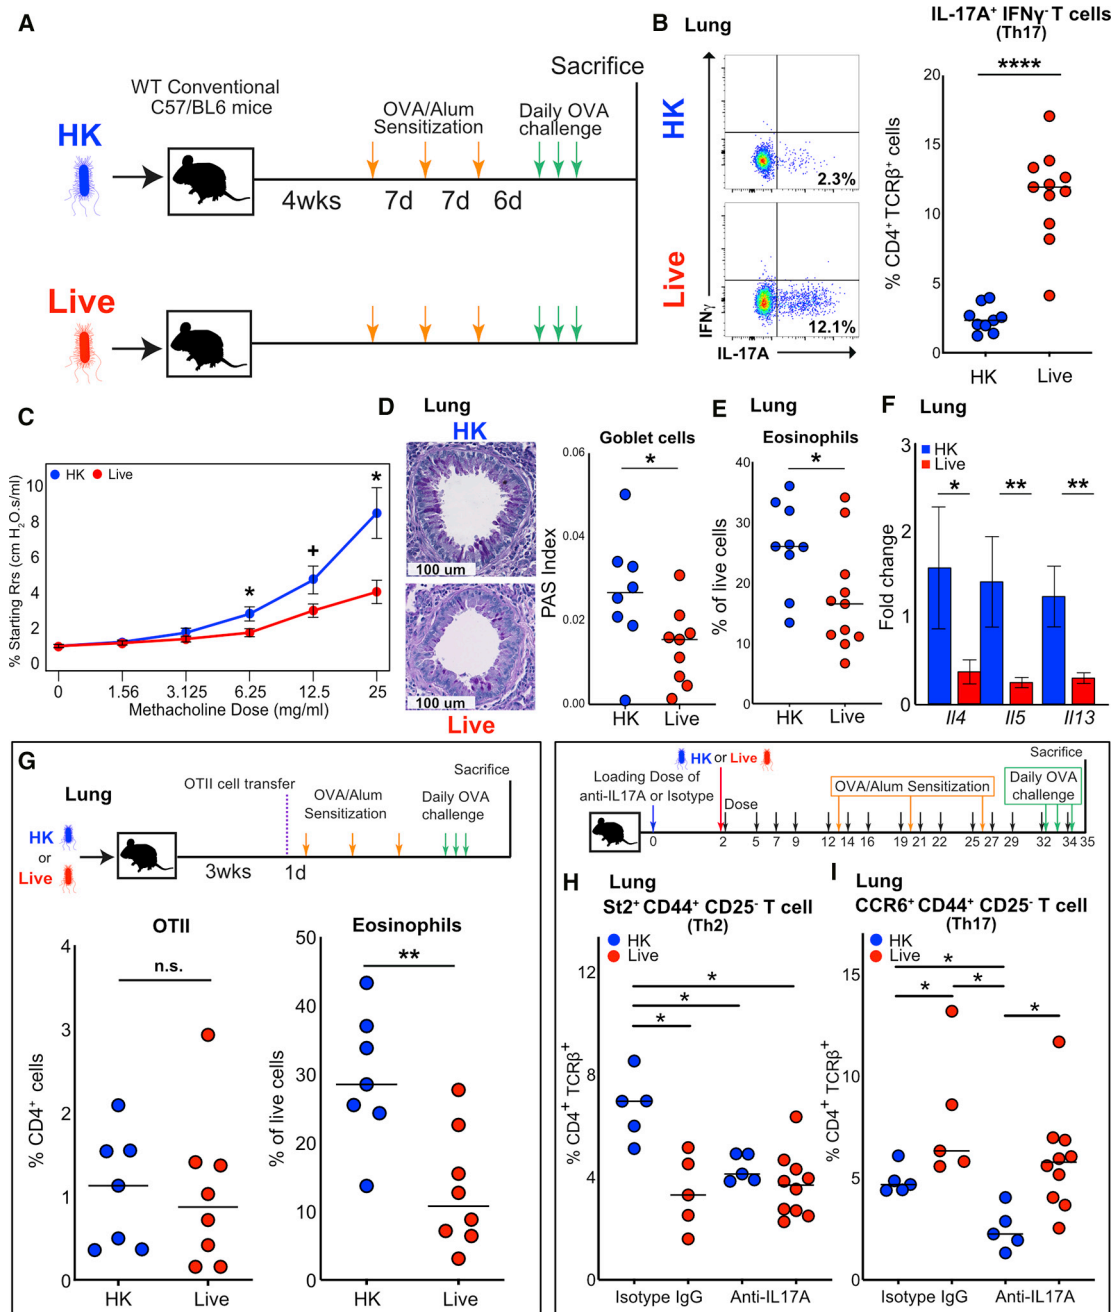 A
WT Conventional
C57/BL6 mice
HK
OVA/Alum
Sensitization
Daily OVA
challenge
Sacrifice
4wks
7d
7d
6d
Live
B
Lung
HK
2.3%
Live
12.1%
IFNγ
IL-17A
IL-17A⁺ IFNγ⁻ T cells
(Th17)
****
% CD4⁺ TCRβ⁺ cells
20
15
10
5
0
HK
Live
C
HK
Live
% Starting Rrs (cm H₂O.s/ml)
10
8
6
4
2
0
*
+
*
0
1.56
3.125
6.25
12.5
25
Methacholine Dose (mg/ml)
D
Lung
HK
100 um
100 um
Live
Goblet cells
*
PAS Index
0.06
0.04
0.02
0.00
HK
Live
E
Lung
Eosinophils
*
% of live cells
40
30
20
10
0
HK
Live
F
Lung
HK
Live
*
**
**
Fold change
3
2
1
0
Il4
Il5
Il13
G
Lung
HK
or
Live
OTII cell transfer
OVA/Alum
Sensitization
Daily OVA
challenge
Sacrifice
3wks
1d
OTII
n.s.
% CD4⁺ cells
4
3
2
1
0
HK
Live
Eosinophils
**
% of live cells
50
40
30
20
10
0
HK
Live
HK or Live
Sacrifice
Loading Dose of
anti-IL17A or Isotype
Dose
OVA/Alum Sensitization
Daily OVA
challenge
0
2
5
7
9
12
14
16
19
21
22
25
27
29
32
34
35
H
Lung
St2⁺ CD44⁺ CD25⁻ T cell
(Th2)
HK
Live
*
*
*
% CD4⁺ TCRβ⁺
12
8
4
0
Isotype IgG
Anti-IL17A
I
Lung
CCR6⁺ CD44⁺ CD25⁻ T cell
(Th17)
HK
Live
*
*
*
*
% CD4⁺ TCRβ⁺
15
10
5
0
Isotype IgG
Anti-IL17A